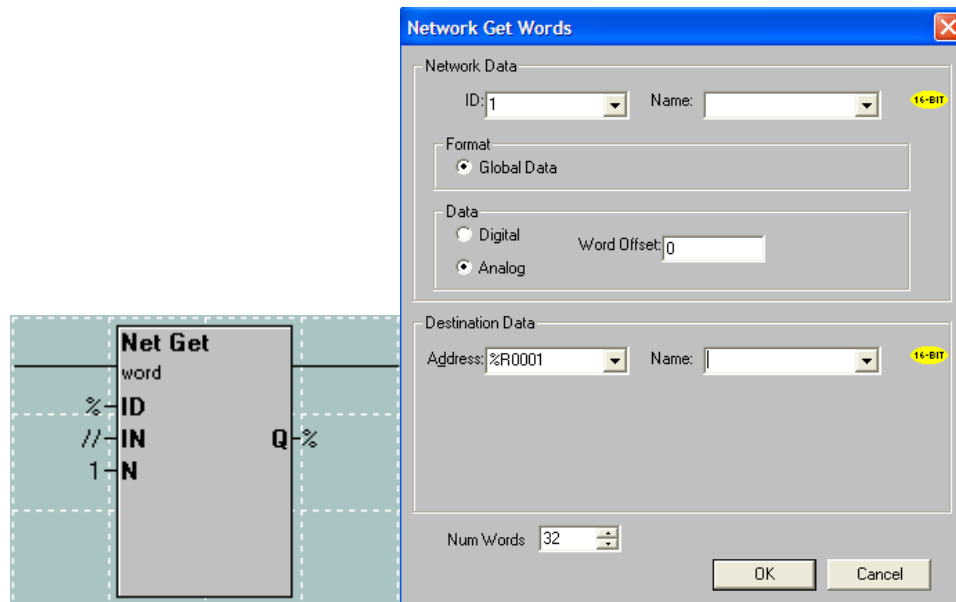 Net Get
word
% ID
// IN Q %
1 N
Network Get Words
Network Data
ID: 1 Name: 16-BIT
Format
Global Data
Data
Digital
Word Offset: 0
Analog
Destination Data
Address: %R0001 Name: 16-BIT
Num Words 32
OK Cancel